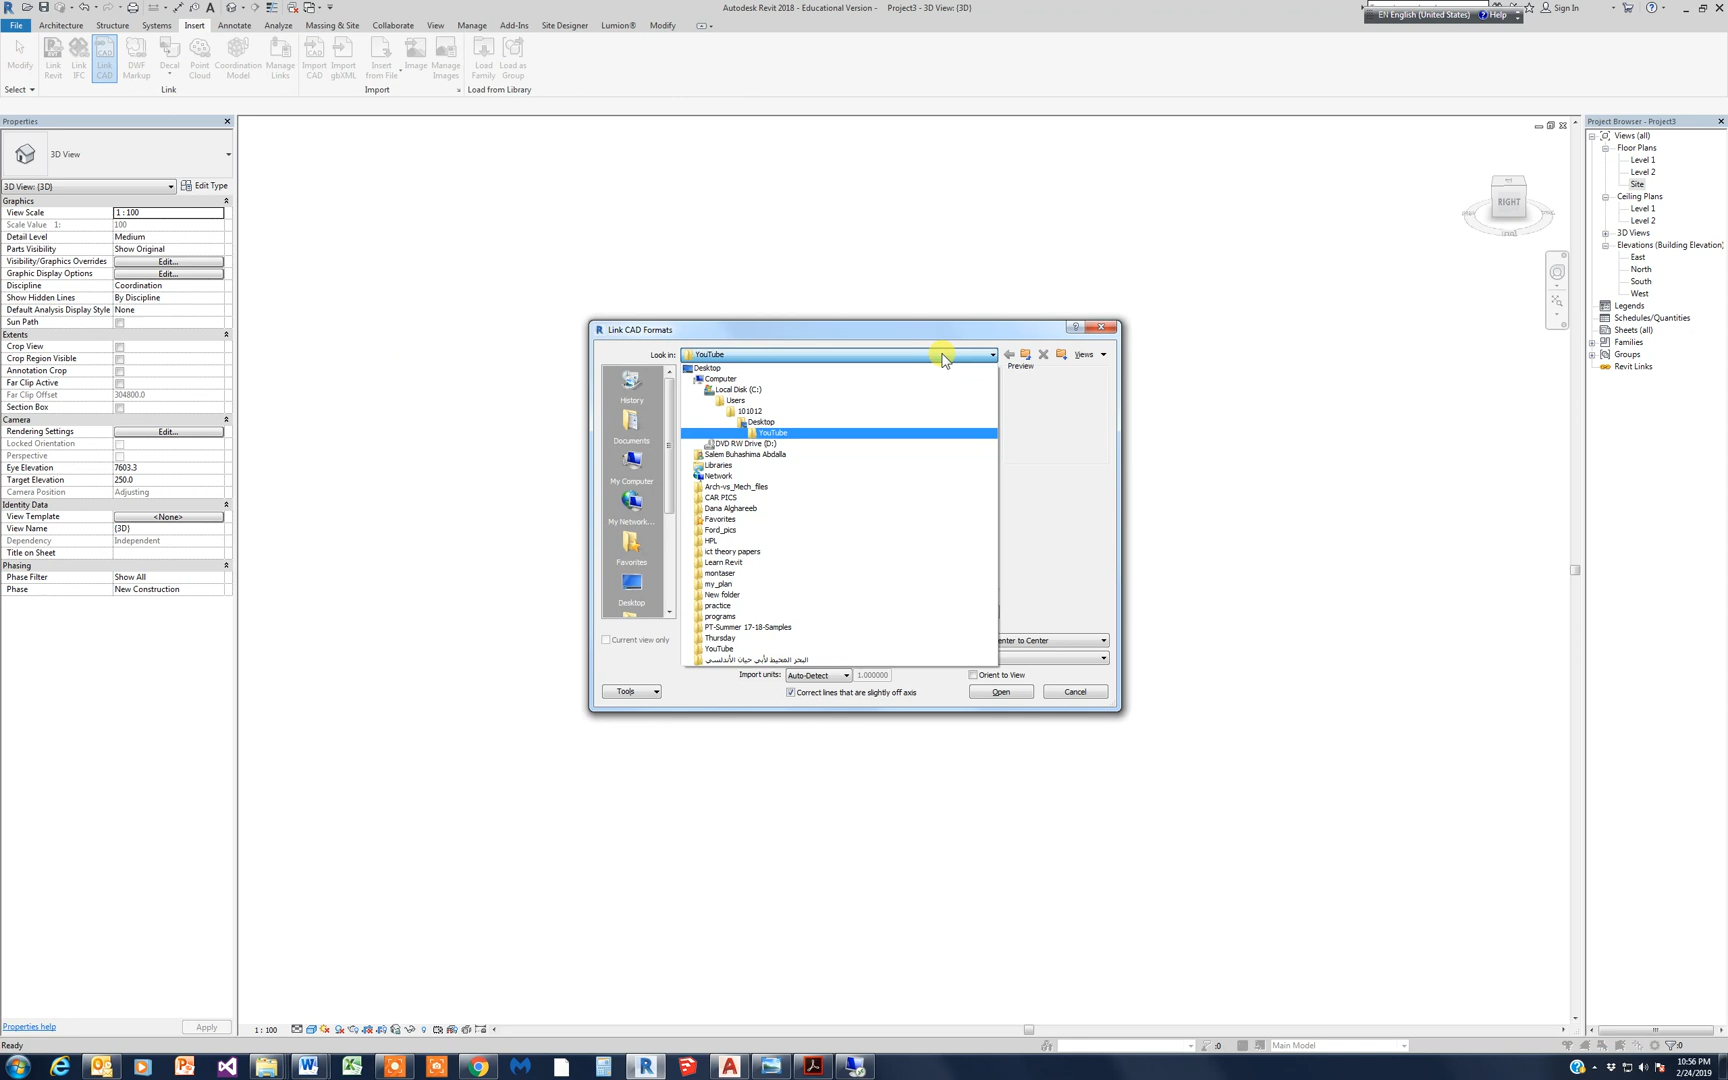 Autodesk Revit 2018 - Educational Version - Project3 - 3D View: {3D}
Sign In
EN English (United States) Help
File Architecture Structure Systems Insert Annotate Analyze Massing & Site Collaborate View Manage Add-Ins Site Designer Lumion® Modify
Modify
Link Revit
Link IFC
Link CAD
DWF Markup
Decal
Point Cloud
Coordination Model
Manage Links
Import CAD
Import gbXML
Insert from File
Image
Manage Images
Load Family
Load as Group
Select
Link
Import
Load from Library
Properties
3D View
3D View: {3D}
Edit Type
Graphics
View Scale 1 : 100
Scale Value 1: 100
Detail Level Medium
Parts Visibility Show Original
Visibility/Graphics Overrides Edit...
Graphic Display Options Edit...
Discipline Coordination
Show Hidden Lines By Discipline
Default Analysis Display Style None
Sun Path
Extents
Crop View
Crop Region Visible
Annotation Crop
Far Clip Active
Far Clip Offset 304800.0
Section Box
Camera
Rendering Settings Edit...
Locked Orientation
Perspective
Eye Elevation 7603.3
Target Elevation 250.0
Camera Position Adjusting
Identity Data
View Template <None>
View Name {3D}
Dependency Independent
Title on Sheet
Phasing
Phase Filter Show All
Phase New Construction
Properties help
Apply
RIGHT
Link CAD Formats
Look in: YouTube
Views
Preview
History
Documents
My Computer
My Network...
Favorites
Desktop
Desktop
Computer
Local Disk (C:)
Users
101012
Desktop
YouTube
DVD RW Drive (D:)
Salem Buhashima Abdalla
Libraries
Network
Arch-vs_Mech_files
CAR PICS
Dana Alghareeb
Favorites
Ford_pics
HPL
ict theory papers
Learn Revit
montaser
my_plan
New folder
practice
programs
PT-Summer 17-18-Samples
Thursday
YouTube
البحر المحيط لأبي حيان الأندلسي
Current view only
enter to Center
Import units: Auto-Detect 1.000000
Orient to View
Correct lines that are slightly off axis
Tools
Open
Cancel
Project Browser - Project3
Views (all)
Floor Plans
Level 1
Level 2
Site
Ceiling Plans
Level 1
Level 2
3D Views
Elevations (Building Elevation)
East
North
South
West
Legends
Schedules/Quantities
Sheets (all)
Families
Groups
Revit Links
1 : 100
Ready
:0
Main Model
:0
10:56 PM
2/24/2019